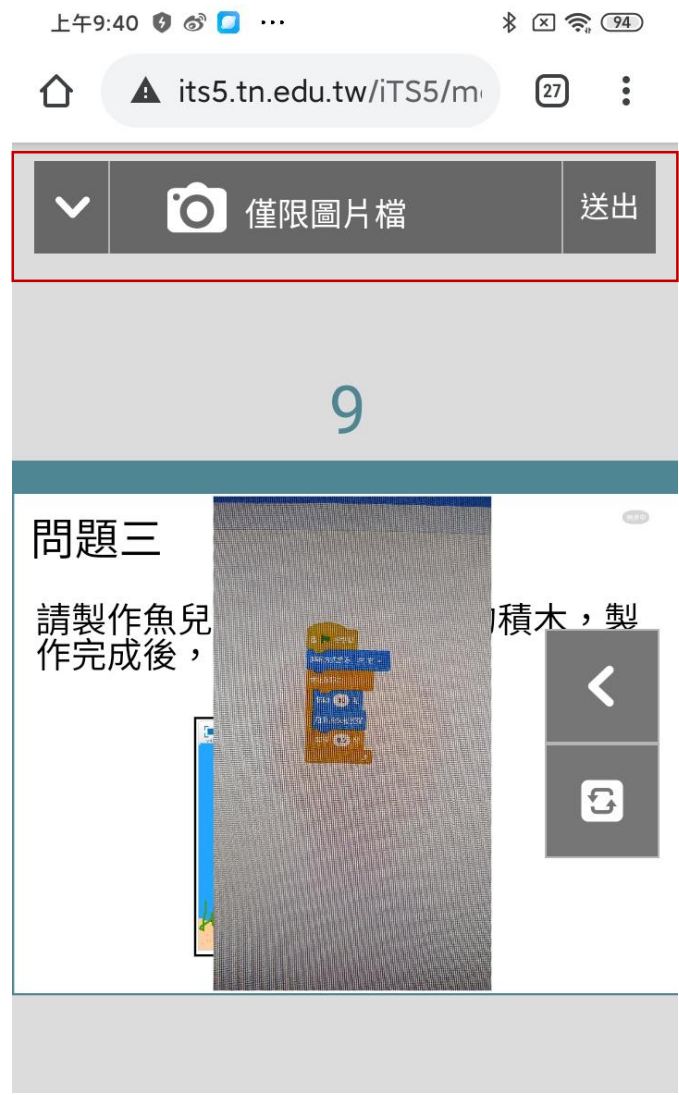 上午9:40 ···
94
its5.tn.edu.tw/iTS5/m
27
僅限圖片檔
送出
9
問題三
請製作魚兒
積木，製
作完成後，